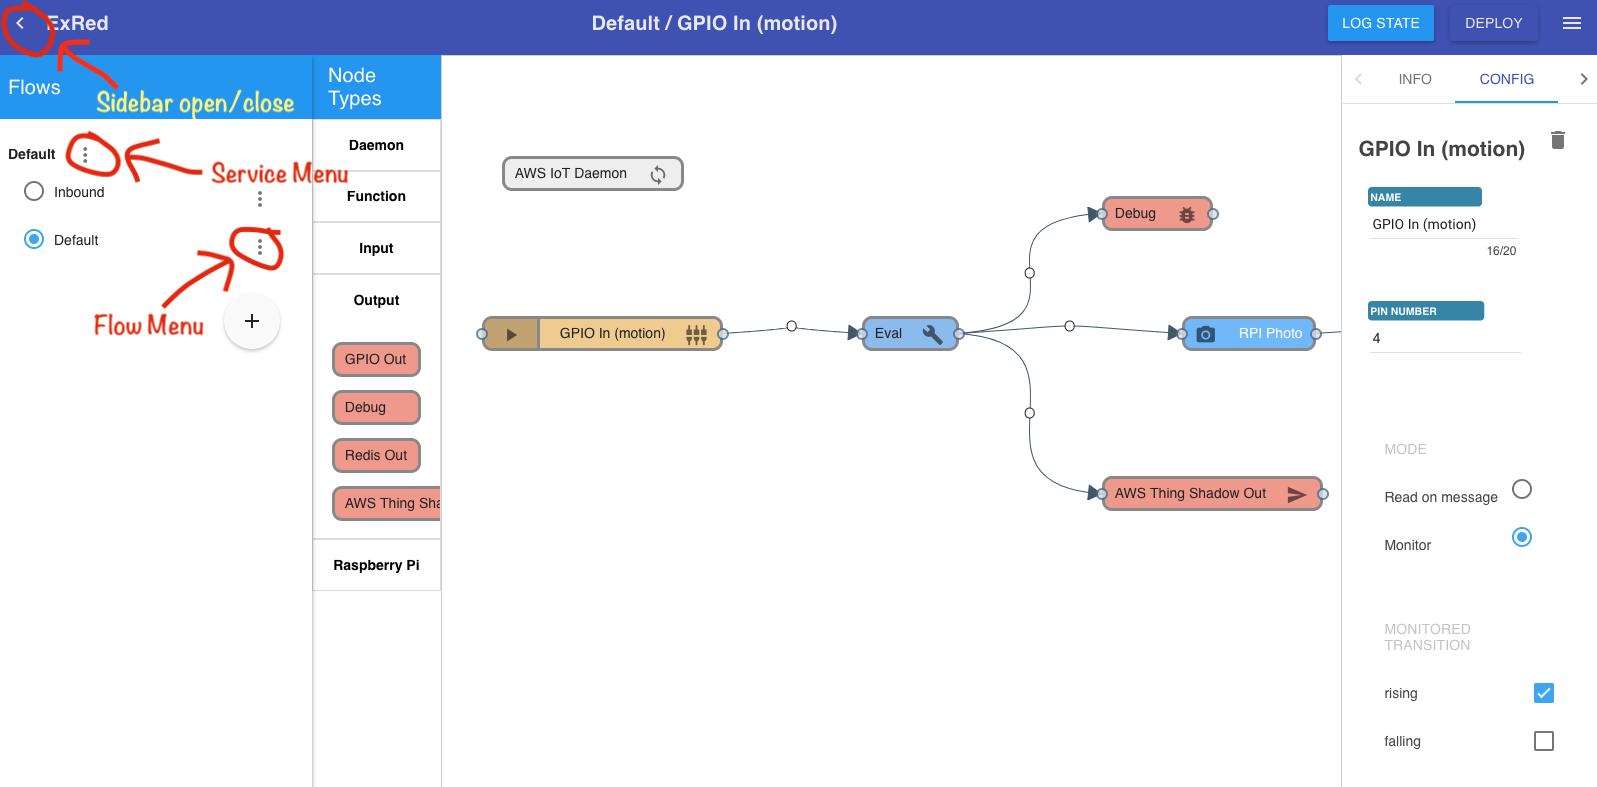 ExRed
Default / GPIO In (motion)
LOG STATE
DEPLOY
Flows
Sidebar open/close
Default
Service Menu
Inbound
Default
Flow Menu
+
Node
Types
Daemon
Function
Input
Output
GPIO Out
Debug
Redis Out
AWS Thing Sha
Raspberry Pi
AWS IoT Daemon
Debug
GPIO In (motion)
Eval
RPI Photo
AWS Thing Shadow Out
INFO
CONFIG
GPIO In (motion)
NAME
GPIO In (motion)
16/20
PIN NUMBER
4
MODE
Read on message
Monitor
MONITORED
TRANSITION
rising
falling